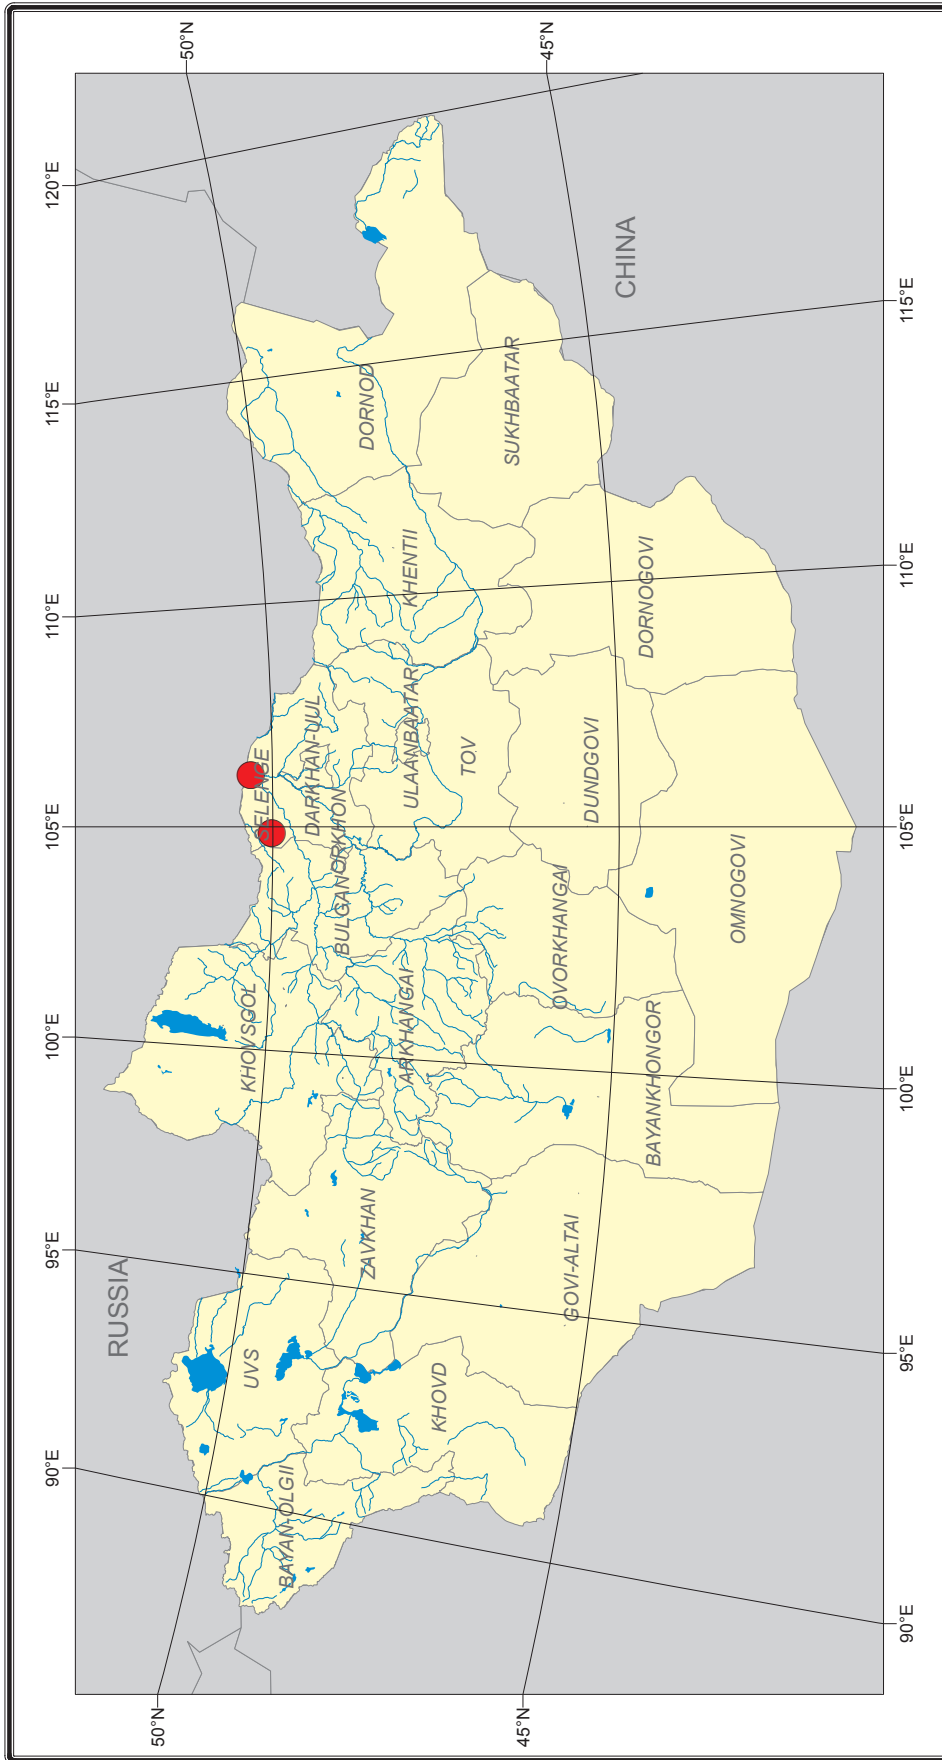 90°E
95°E
100°E
105°E
110°E
115°E
120°E
RUSSIA
50°N
50°N
UVS
KHOVSGOL
SELENGE
BAYAN-OLGII
DARKHAN-UUL
BULGAN
ORKHON
ZAVKHAN
DORNOD
ARKHANGAI
ULAANBAATAR
KHENTII
KHOVD
TOV
SUKHBAATAR
45°N
45°N
OVORKHANGAI
GOVI-ALTAI
DUNDGOVI
CHINA
BAYANKHONGOR
DORNOGOVI
OMNOGOVI
90°E
95°E
100°E
105°E
110°E
115°E